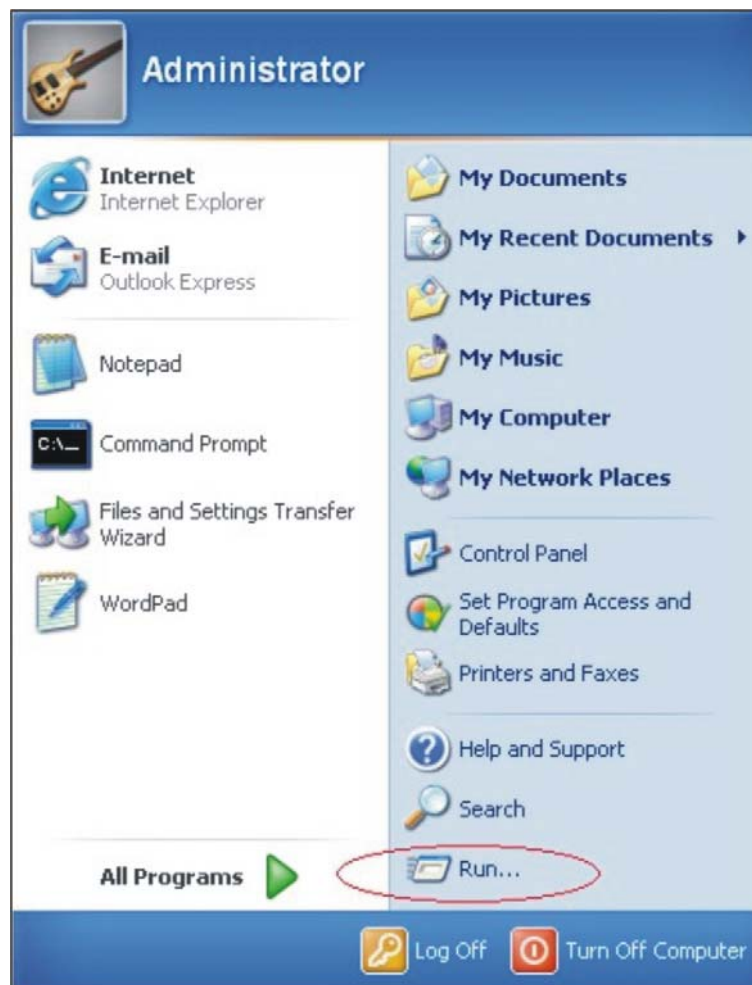 Administrator
Internet
Internet Explorer
E-mail
Outlook Express
Notepad
C:\_
Command Prompt
Files and Settings Transfer
Wizard
WordPad
All Programs
My Documents
My Recent Documents
My Pictures
My Music
My Computer
My Network Places
Control Panel
Set Program Access and
Defaults
Printers and Faxes
Help and Support
Search
Run...
Log Off
Turn Off Computer